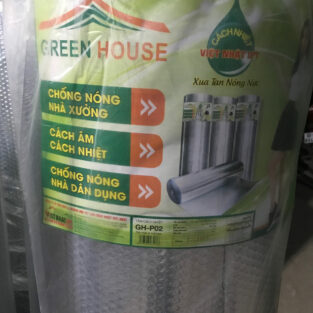 GREEN HOUSE
CÁCH NHIỆT
VIỆT NHẬT
Xua Tan Nóng Nực
CHỐNG NÓNG
NHÀ XƯỞNG
CÁCH ÂM
CÁCH NHIỆT
CHỐNG NÓNG
NHÀ DÂN DỤNG
GH-P02